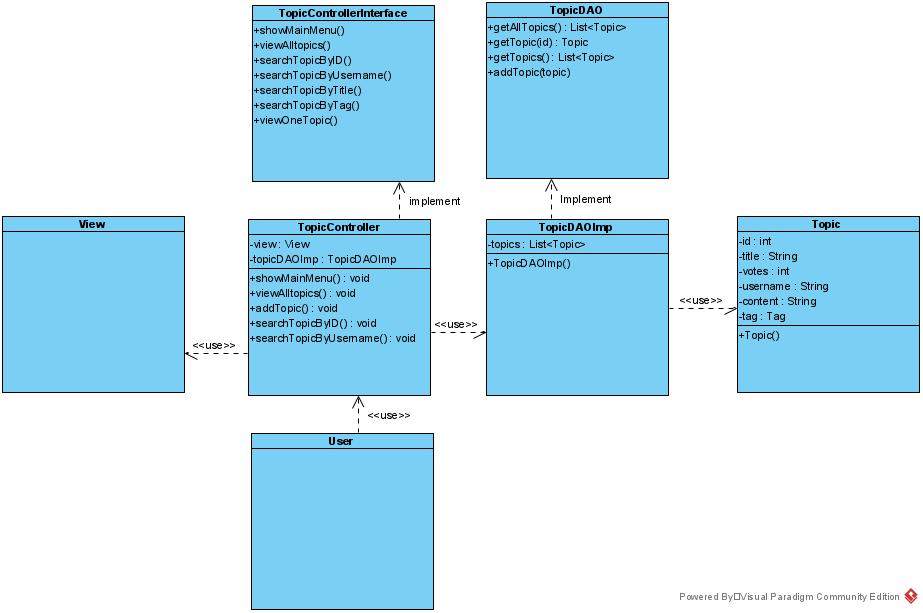 TopicControllerInterface
+showMainMenu()
+viewAlltopics()
+searchTopicByID()
+searchTopicByUsername()
+searchTopicByTitle()
+searchTopicByTag()
+viewOneTopic()
TopicDAO
+getAllTopics() : List<Topic>
+getTopic(id) : Topic
+getTopics() : List<Topic>
+addTopic(topic)
implement
Implement
View
TopicController
-view : View
-topicDAOImp : TopicDAOImp
+showMainMenu() : void
+viewAlltopics() : void
+addTopic() : void
+searchTopicByID() : void
+searchTopicByUsername() : void
TopicDAOImp
-topics : List<Topic>
+TopicDAOImp()
Topic
-id : int
-title : String
-votes : int
-username : String
-content : String
-tag : Tag
+Topic()
<<use>>
<<use>>
<<use>>
<<use>>
User
Powered By Visual Paradigm Community Edition